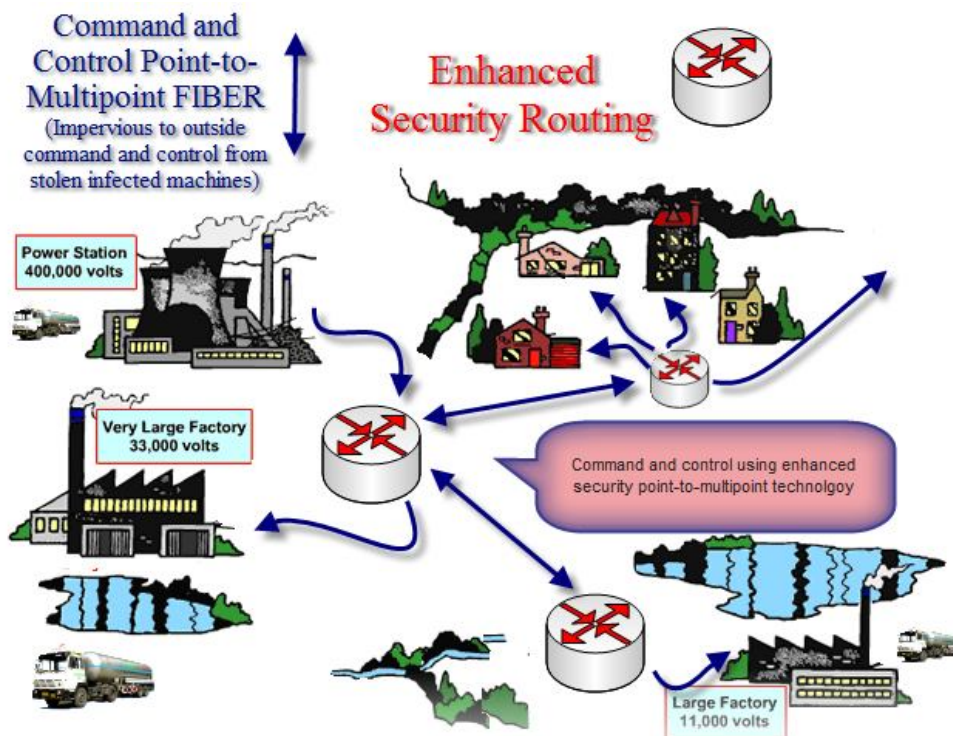 Command and
Control Point-to-
Multipoint FIBER
(Impervious to outside
command and control from
stolen infected machines)
Enhanced
Security Routing
Power Station
400,000 volts
Very Large Factory
33,000 volts
Command and control using enhanced
security point-to-multipoint technolgoy
Large Factory
11,000 volts